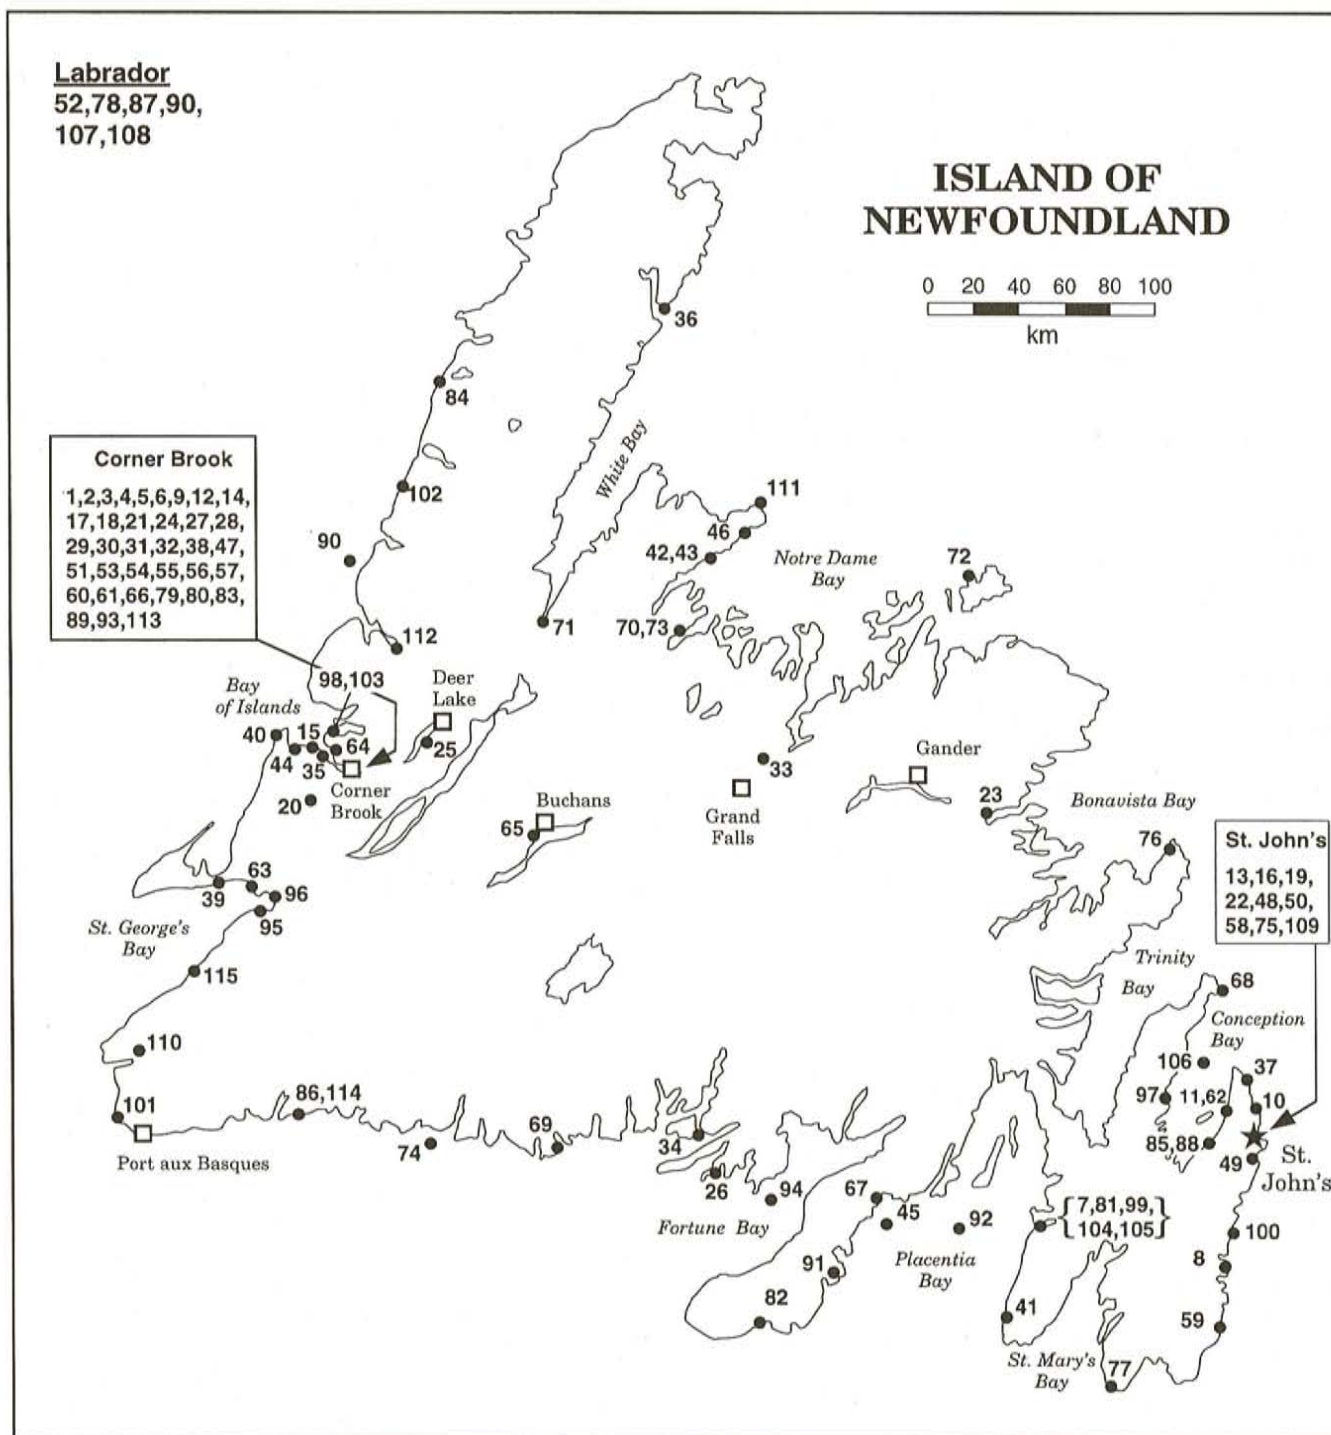 Labrador
52,78,87,90,
107,108
ISLAND OF
NEWFOUNDLAND
0 20 40 60 80 100
km
36
84
Corner Brook
1,2,3,4,5,6,9,12,14,
17,18,21,24,27,28,
29,30,31,32,38,47,
51,53,54,55,56,57,
60,61,66,79,80,83,
89,93,113
102
White Bay
111
90
46
42,43
Notre Dame
Bay
72
71
70,73
112
98,103
Deer
Lake
Bay
of Islands
40
15
64
25
44
35
Corner
Brook
20
33
Gander
Grand
Falls
23
Buchans
65
Bonavista Bay
76
St. John's
13,16,19,
22,48,50,
58,75,109
63
39
96
95
St. George's
Bay
115
Trinity
Bay
68
Conception
Bay
110
106
37
101
86,114
97
11,62
10
74
69
34
85,88
49
St.
John's
Port aux Basques
26
94
67
45
92
{7,81,99,}
{104,105}
Fortune Bay
100
Placentia
Bay
91
8
82
41
59
St. Mary's
Bay
77